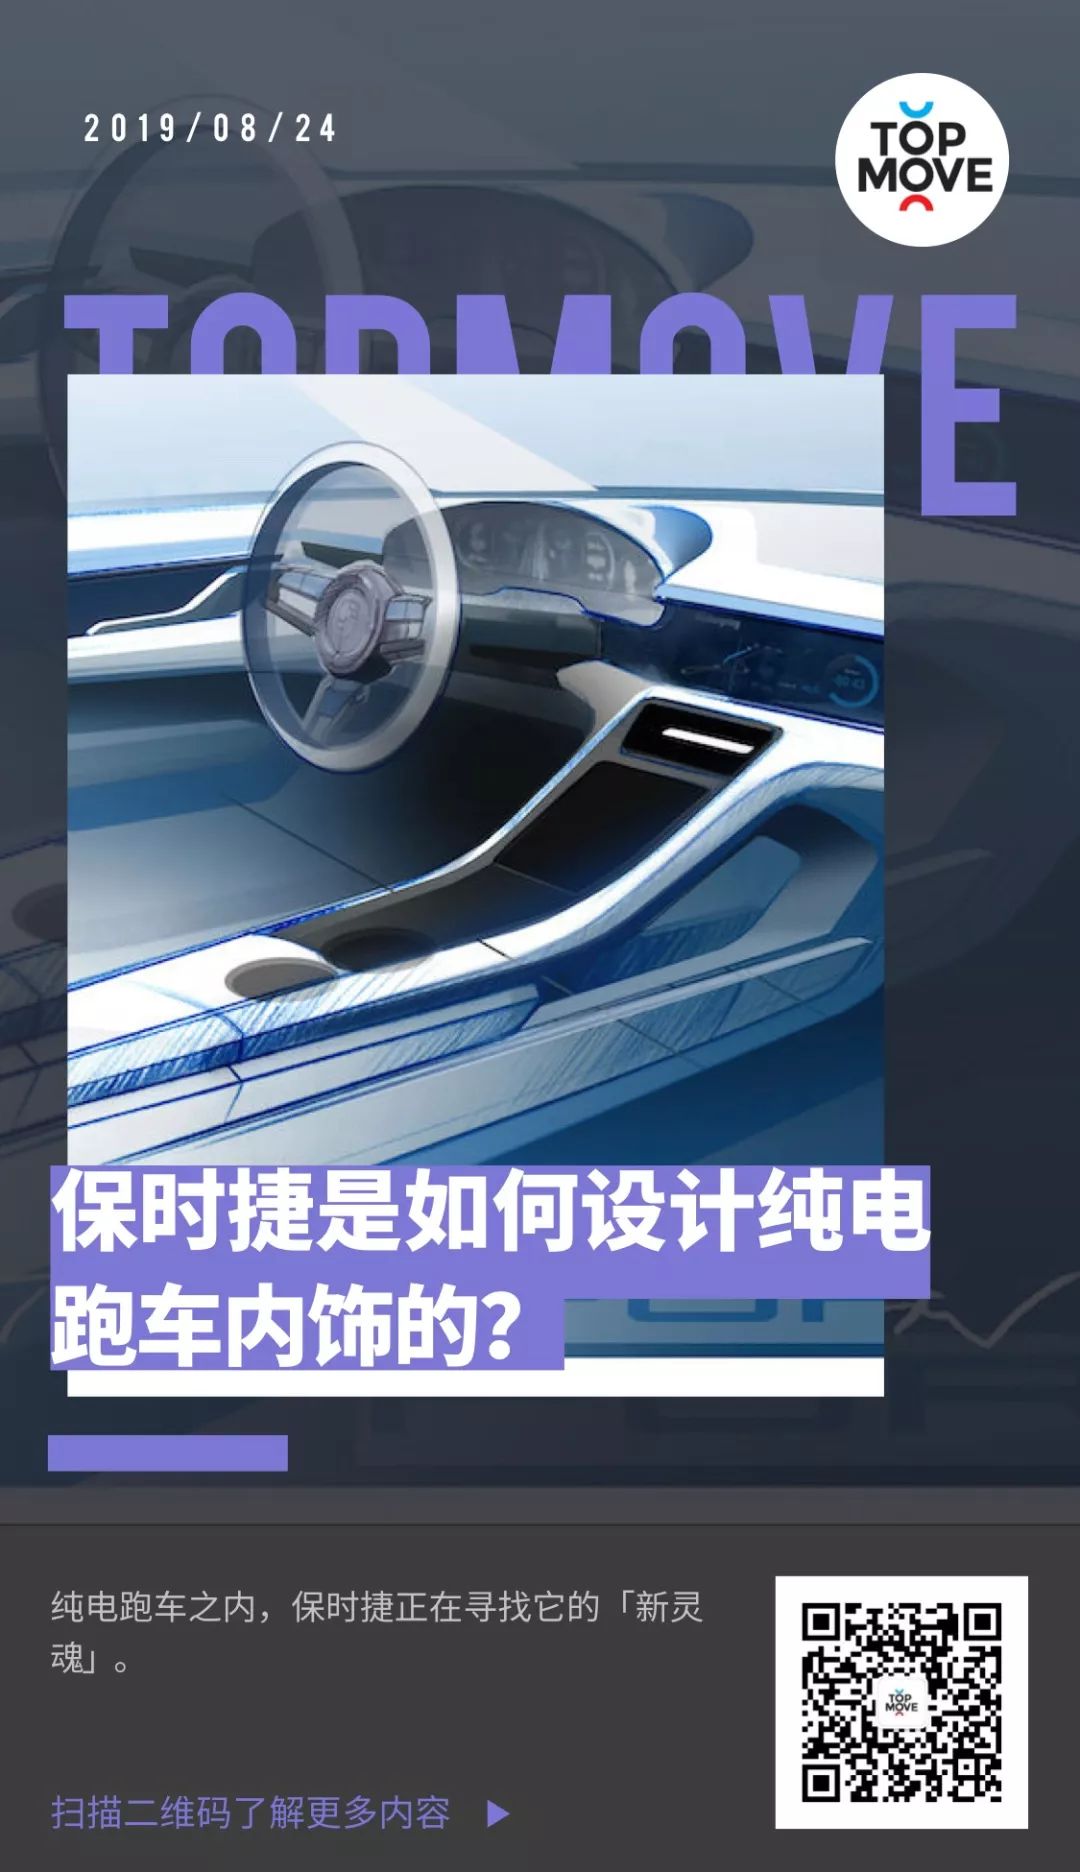 2019/08/24
TOP
MOVE
TOPMOVE
保时捷是如何设计纯电
跑车内饰的？
纯电跑车之内，保时捷正在寻找它的「新灵
魂」。
TOP
MOVE
扫描二维码了解更多内容